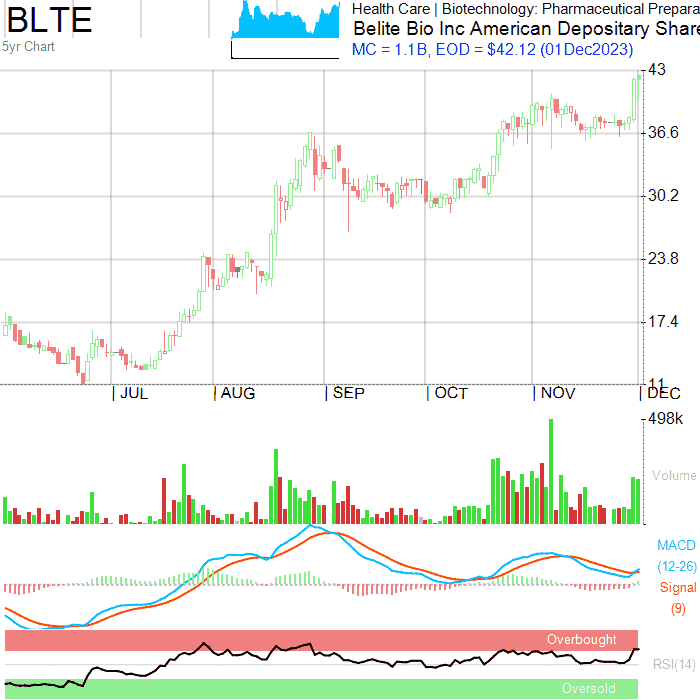 BLTE
5yr Chart
Health Care | Biotechnology: Pharmaceutical Prepara
Belite Bio Inc American Depositary Share
MC = 1.1B, EOD = $42.12 (01Dec2023)
43
36.6
30.2
23.8
17.4
11
JUL AUG SEP OCT NOV DEC
498k
Volume
MACD
(12-26)
Signal
(9)
Overbought
RSI(14)
Oversold